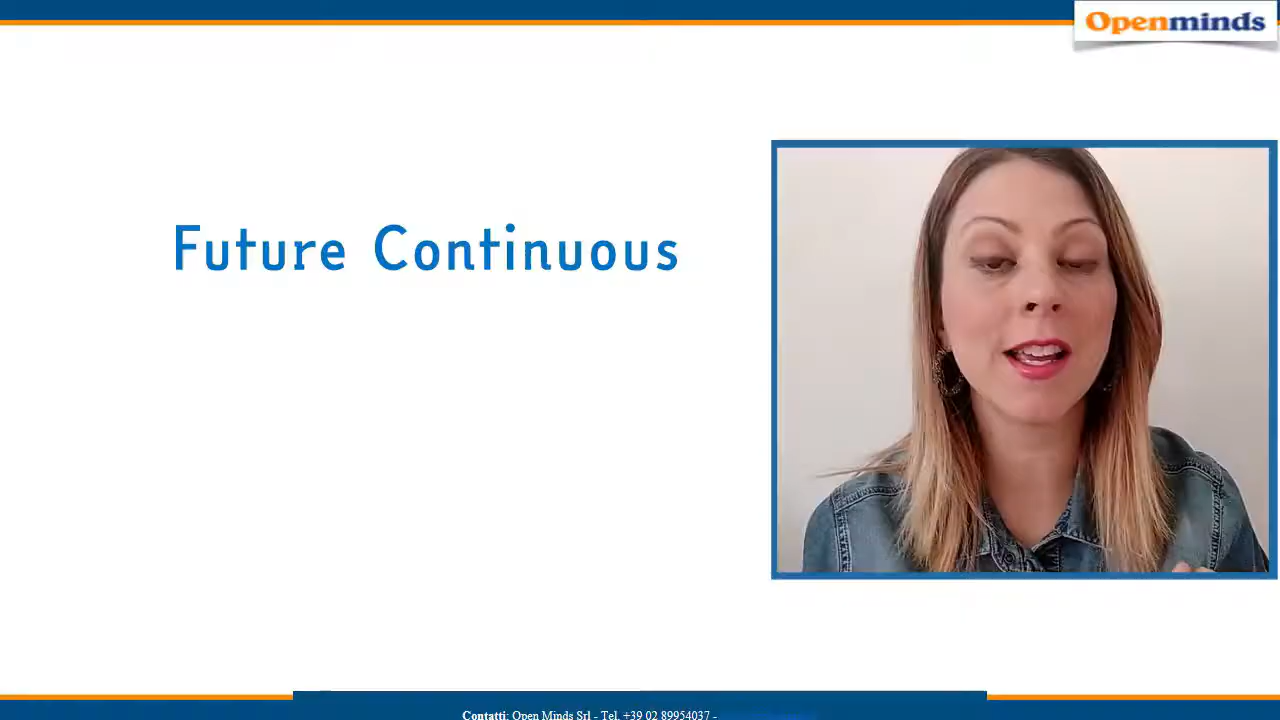 Openminds
Future Continuous
Contatti: Open Minds Srl - Tel. +39 02 89954037 -